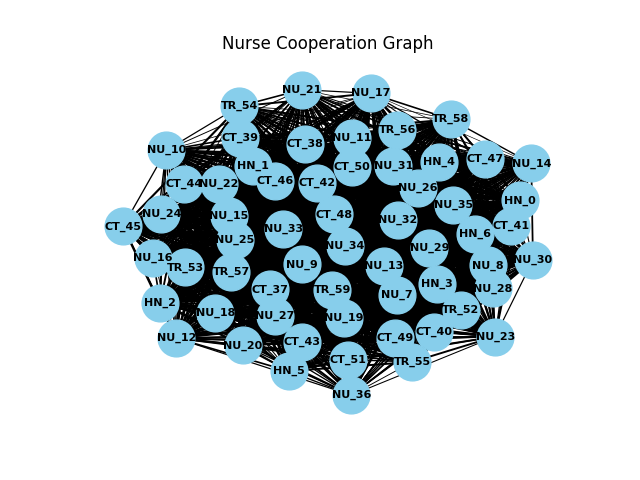 Nurse Cooperation Graph
NU_21
NU_17
TR_54
TR_58
TR_56
CT_39
NU_11
CT_38
NU_10
CT_47
HN_4
NU_14
HN_1
CT_50
NU_31
CT_46
CT_42
CT_44
NU_22
NU_26
HN_0
NU_35
NU_24
NU_15
CT_48
NU_32
CT_45
CT_41
NU_33
HN_6
NU_25
NU_34
NU_29
NU_16
NU_30
TR_53
NU_9
NU_13
NU_8
TR_57
HN_3
CT_37
TR_59
NU_28
NU_7
HN_2
TR_52
NU_18
NU_27
NU_19
CT_40
NU_12
CT_49
NU_23
CT_43
NU_20
CT_51
TR_55
HN_5
NU_36